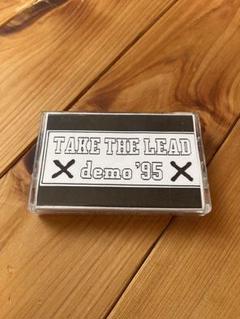 TAKE THE LEAD
X demo '95 X